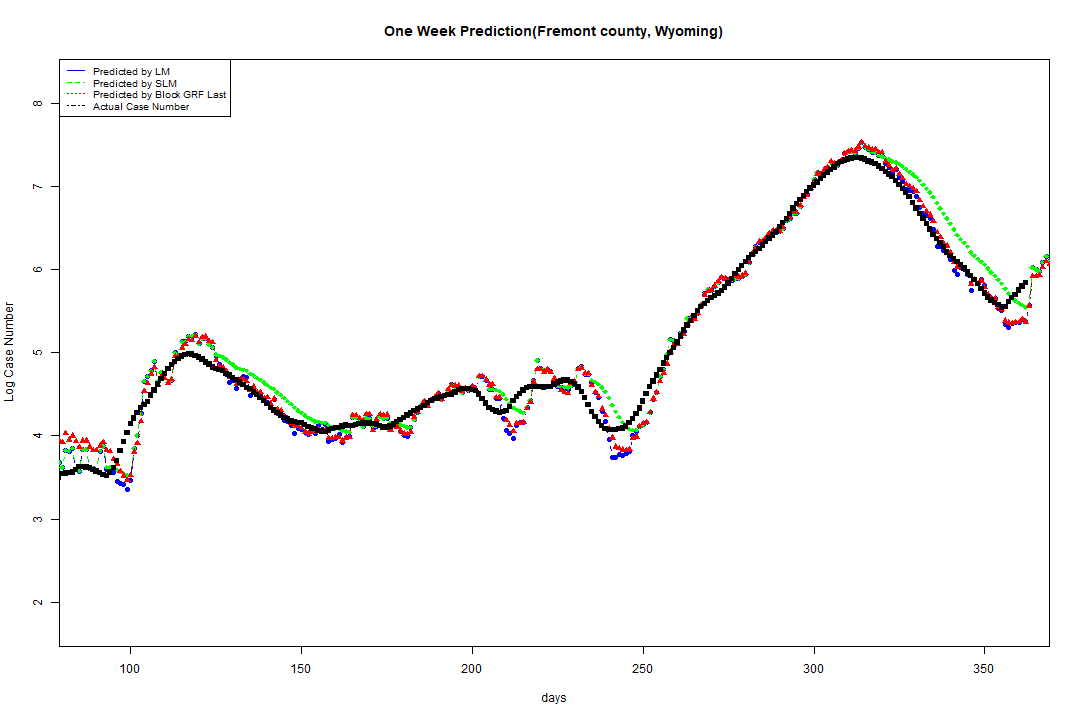 One Week Prediction(Fremont county, Wyoming)
Predicted by LM
Predicted by SLM
Predicted by Block GRF Last
Actual Case Number
Log Case Number
8
7
6
5
4
3
2
100 150 200 250 300 350
days